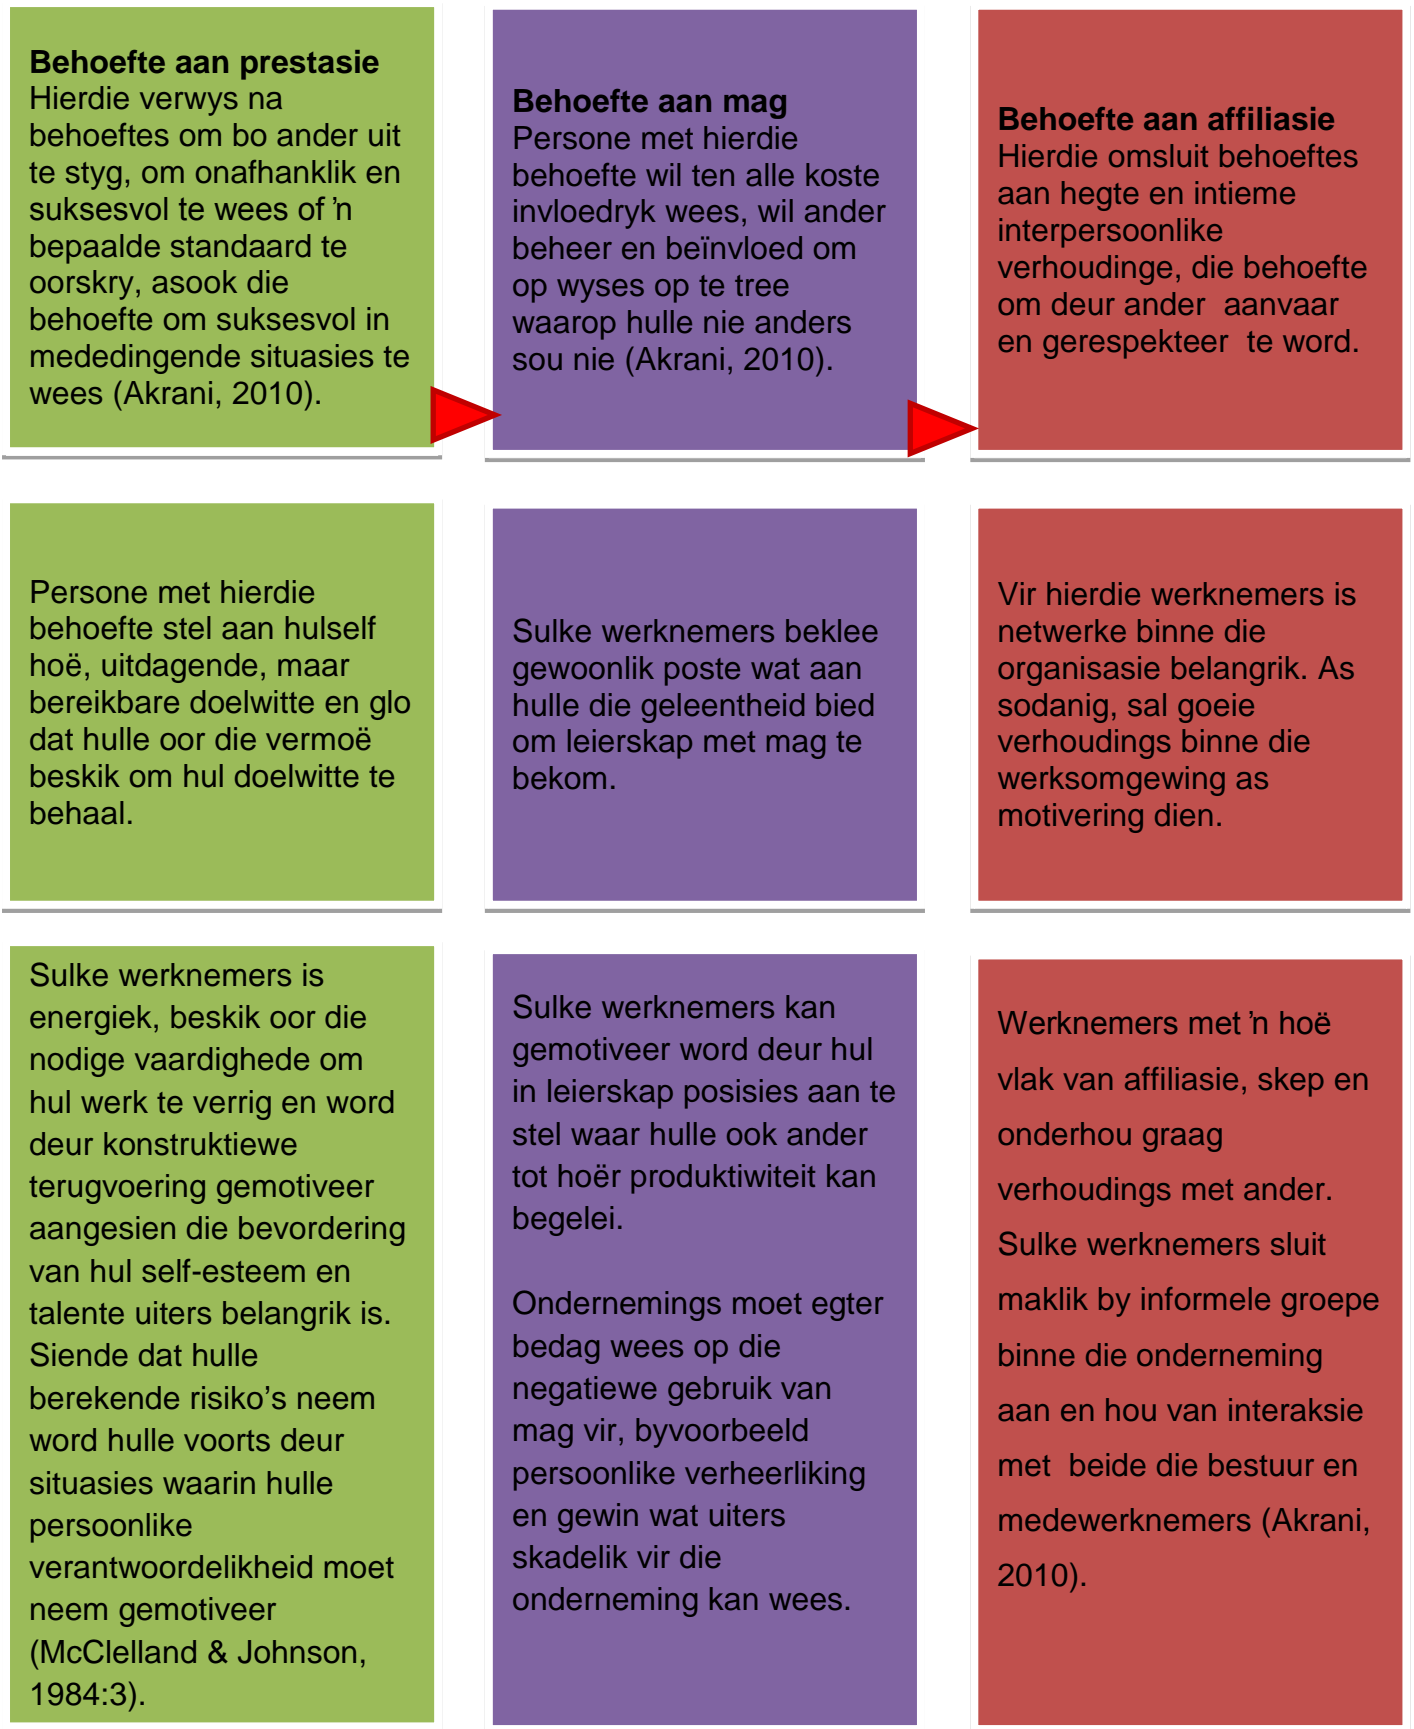 Behoefte aan prestasie
Hierdie verwys na
behoeftes om bo ander uit
te styg, om onafhanklik en
suksesvol te wees of ’n
bepaalde standaard te
oorskry, asook die
behoefte om suksesvol in
mededingende situasies te
wees (Akrani, 2010).
Behoefte aan mag
Persone met hierdie
behoefte wil ten alle koste
invloedryk wees, wil ander
beheer en beïnvloed om
op wyses op te tree
waarop hulle nie anders
sou nie (Akrani, 2010).
Behoefte aan affiliasie
Hierdie omsluit behoeftes
aan hegte en intieme
interpersoonlike
verhoudinge, die behoefte
om deur ander  aanvaar
en gerespekteer  te word.
Persone met hierdie
behoefte stel aan hulself
hoë, uitdagende, maar
bereikbare doelwitte en glo
dat hulle oor die vermoë
beskik om hul doelwitte te
behaal.
Sulke werknemers beklee
gewoonlik poste wat aan
hulle die geleentheid bied
om leierskap met mag te
bekom.
Vir hierdie werknemers is
netwerke binne die
organisasie belangrik. As
sodanig, sal goeie
verhoudings binne die
werksomgewing as
motivering dien.
Sulke werknemers is
energiek, beskik oor die
nodige vaardighede om
hul werk te verrig en word
deur konstruktiewe
terugvoering gemotiveer
aangesien die bevordering
van hul self-esteem en
talente uiters belangrik is.
Siende dat hulle
berekende risiko’s neem
word hulle voorts deur
situasies waarin hulle
persoonlike
verantwoordelikheid moet
neem gemotiveer
(McClelland & Johnson,
1984:3).
Sulke werknemers kan
gemotiveer word deur hul
in leierskap posisies aan te
stel waar hulle ook ander
tot hoër produktiwiteit kan
begelei.
Ondernemings moet egter
bedag wees op die
negatiewe gebruik van
mag vir, byvoorbeeld
persoonlike verheerliking
en gewin wat uiters
skadelik vir die
onderneming kan wees.
Werknemers met ’n hoë
vlak van affiliasie, skep en
onderhou graag
verhoudings met ander.
Sulke werknemers sluit
maklik by informele groepe
binne die onderneming
aan en hou van interaksie
met  beide die bestuur en
medewerknemers (Akrani,
2010).